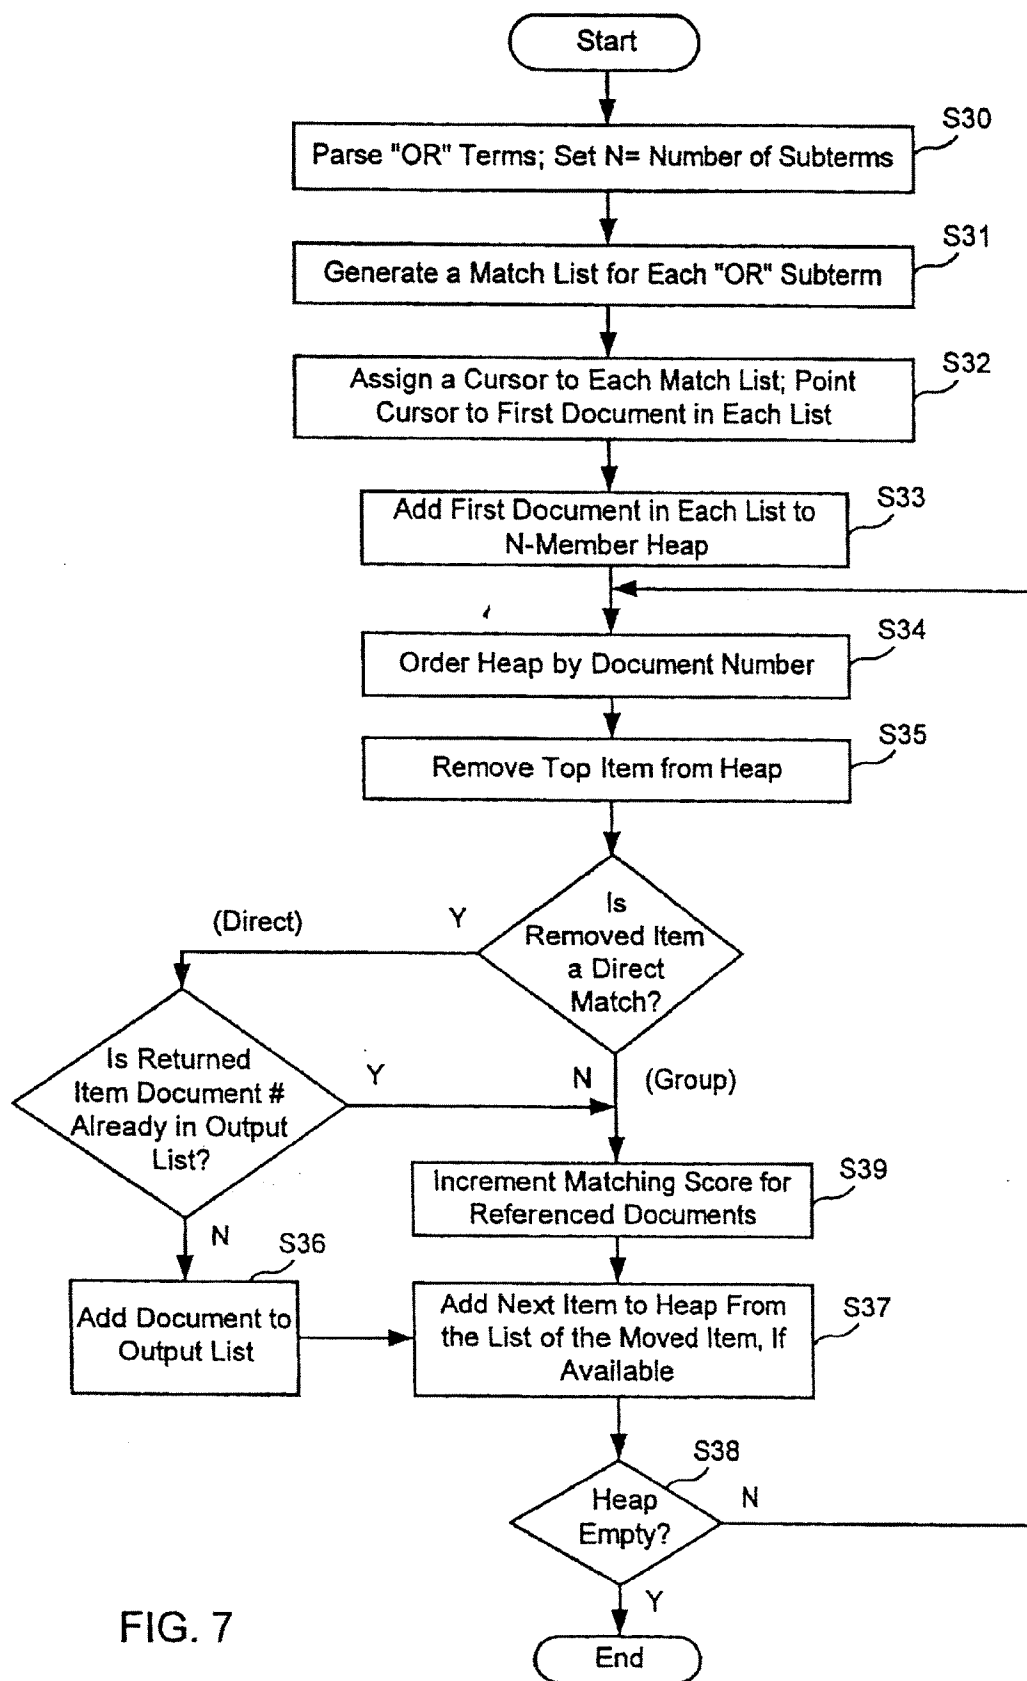 Start
S30
Parse "OR" Terms; Set N= Number of Subterms
S31
Generate a Match List for Each "OR" Subterm
S32
Assign a Cursor to Each Match List; Point
Cursor to First Document in Each List
S33
Add First Document in Each List to
N-Member Heap
S34
Order Heap by Document Number
S35
Remove Top Item from Heap
Is
Removed Item
a Direct
Match?
(Direct)
Y
N
(Group)
Is Returned
Item Document #
Already in Output
List?
Y
N
S39
Increment Matching Score for
Referenced Documents
S36
Add Document to
Output List
S37
Add Next Item to Heap From
the List of the Moved Item, If
Available
S38
Heap
Empty?
N
Y
End
FIG. 7